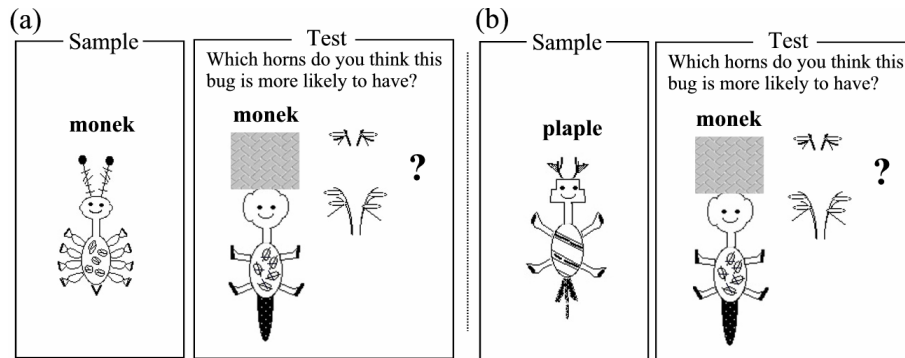 (a)
Sample
monek
Test
Which horns do you think this
bug is more likely to have?
monek
?
(b)
Sample
plaple
Test
Which horns do you think this
bug is more likely to have?
monek
?